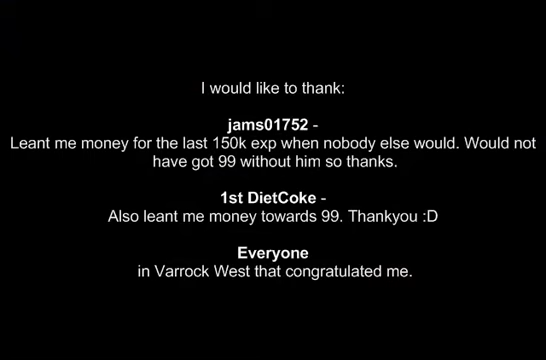 I would like to thank:
jams01752 -
Leant me money for the last 150k exp when nobody else would. Would not
have got 99 without him so thanks.
1st DietCoke -
Also leant me money towards 99. Thankyou :D
Everyone
in Varrock West that congratulated me.